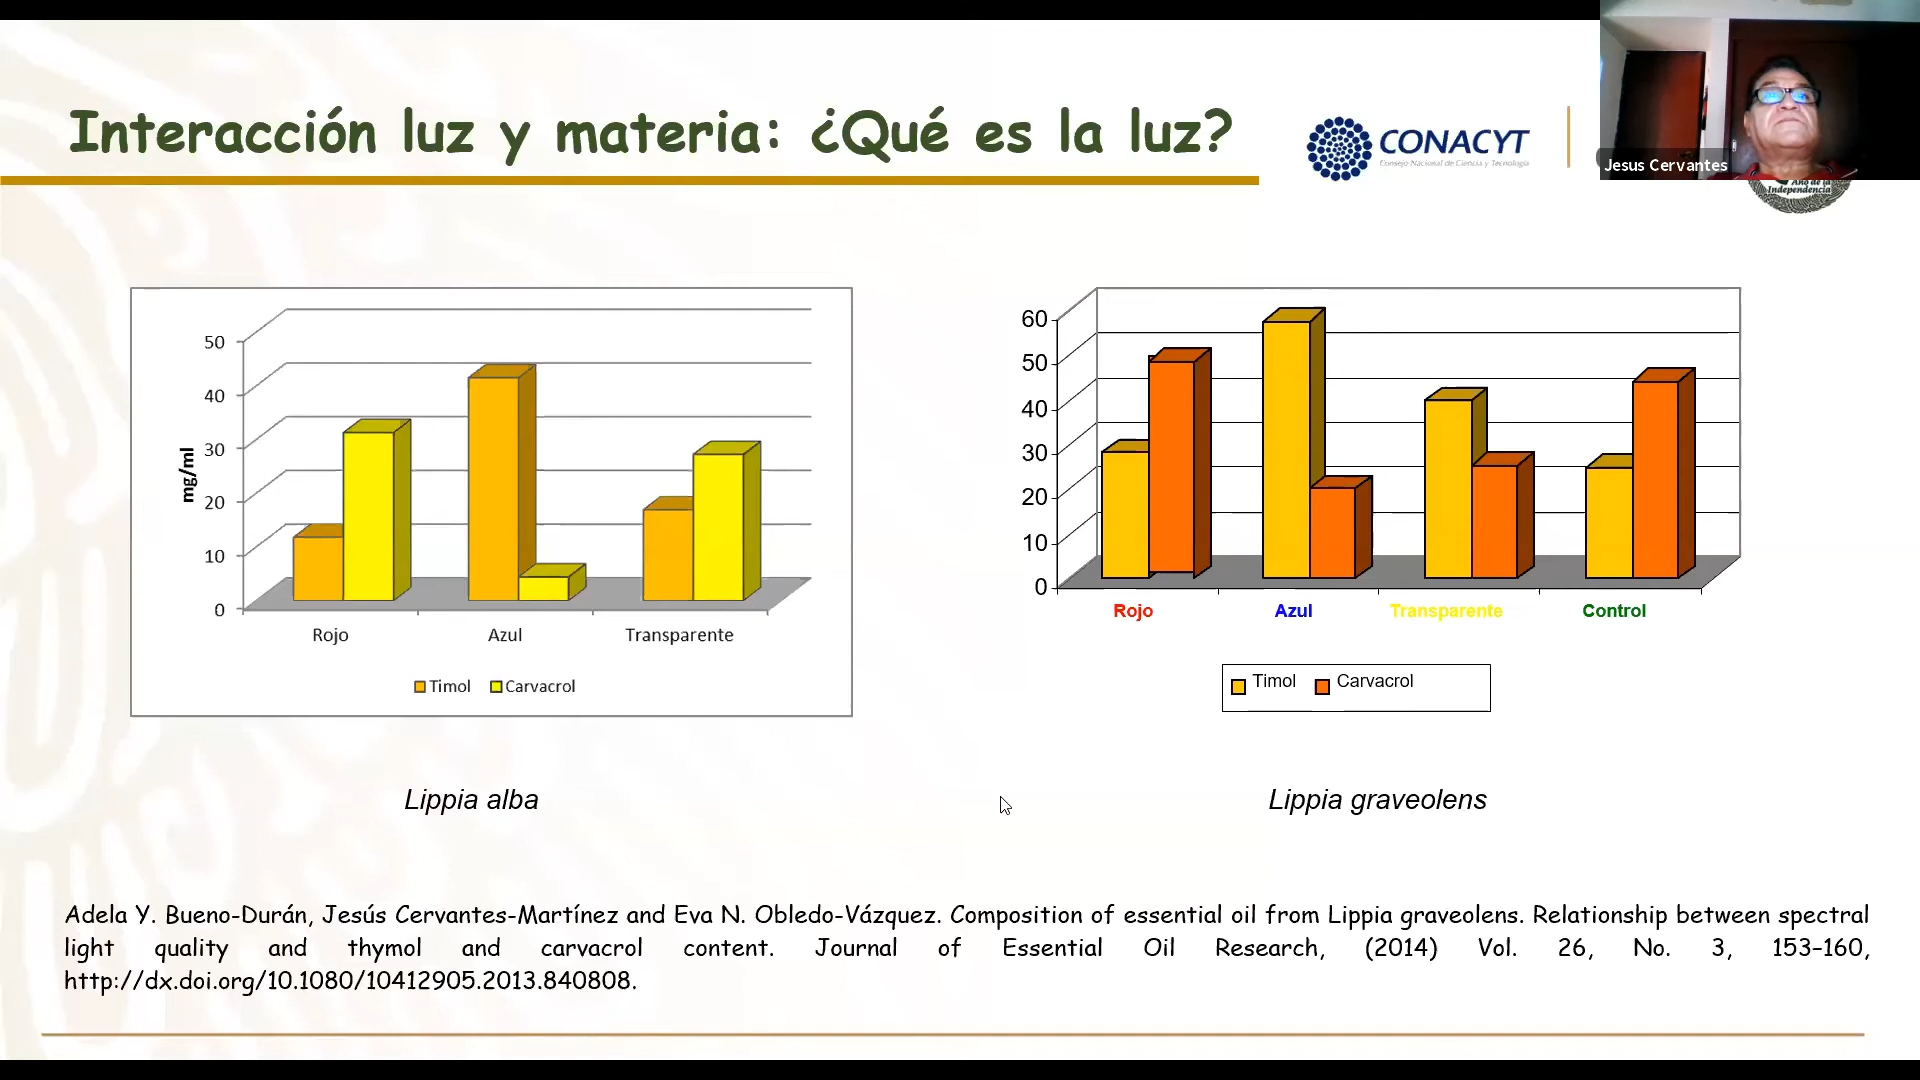 Interacción luz y materia: ¿Qué es la luz?
CONACYT
Consejo Nacional de Ciencia y Tecnología
Jesus Cervantes
Año de la
Independencia
50
40
30
20
10
0
mg/ml
Rojo Azul Transparente
Timol Carvacrol
60
50
40
30
20
10
0
Rojo Azul Transparente Control
Timol Carvacrol
Lippia alba
Lippia graveolens
Adela Y. Bueno-Durán, Jesús Cervantes-Martínez and Eva N. Obledo-Vázquez. Composition of essential oil from Lippia graveolens. Relationship between spectral
light quality and thymol and carvacrol content. Journal of Essential Oil Research, (2014) Vol. 26, No. 3, 153–160,
http://dx.doi.org/10.1080/10412905.2013.840808.